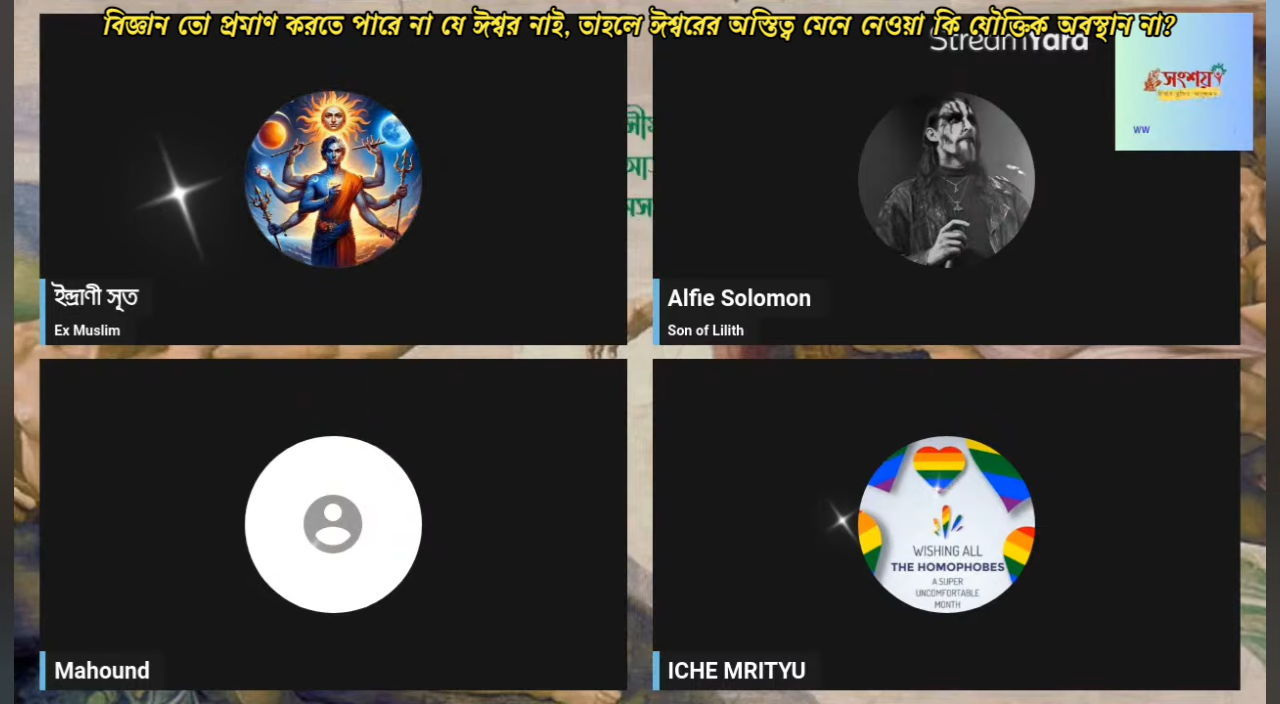 বিজ্ঞান তো প্রমাণ করতে পারে না যে ঈশ্বর নাই, তাহলে ঈশ্বরের অস্তিত্ব মেনে নেওয়া কি যৌক্তিক অবস্থান না?
StreamYard
সংশয়
WW
ইন্দ্রাণী সূত
Ex Muslim
Alfie Solomon
Son of Lilith
WISHING ALL
THE HOMOPHOBES
A SUPER
UNCOMFORTABLE
MONTH
Mahound
ICHE MRITYU